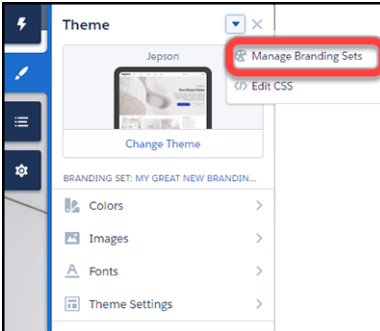 Theme
Manage Branding Sets
</> Edit CSS
Jepson
Change Theme
BRANDING SET: MY GREAT NEW BRANDIN...
Colors
Images
A Fonts
Theme Settings